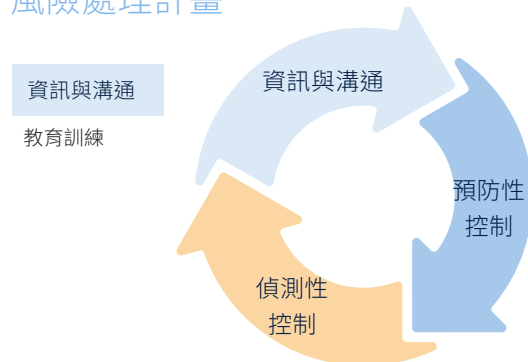 風險處理計畫
資訊與溝通
教育訓練
資訊與溝通
預防性
控制
偵測性
控制